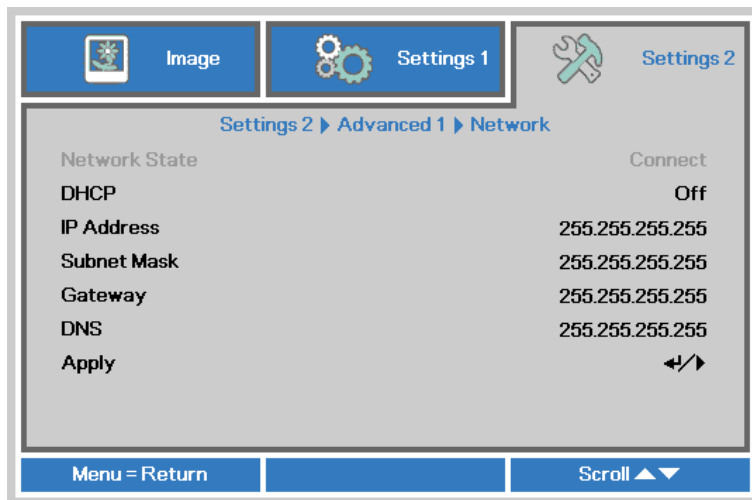 Image Settings 1 Settings 2
Settings 2 ▶ Advanced 1 ▶ Network
Network State Connect
DHCP Off
IP Address 255.255.255.255
Subnet Mask 255.255.255.255
Gateway 255.255.255.255
DNS 255.255.255.255
Apply ↵/▶
Menu = Return Scroll ▲▼